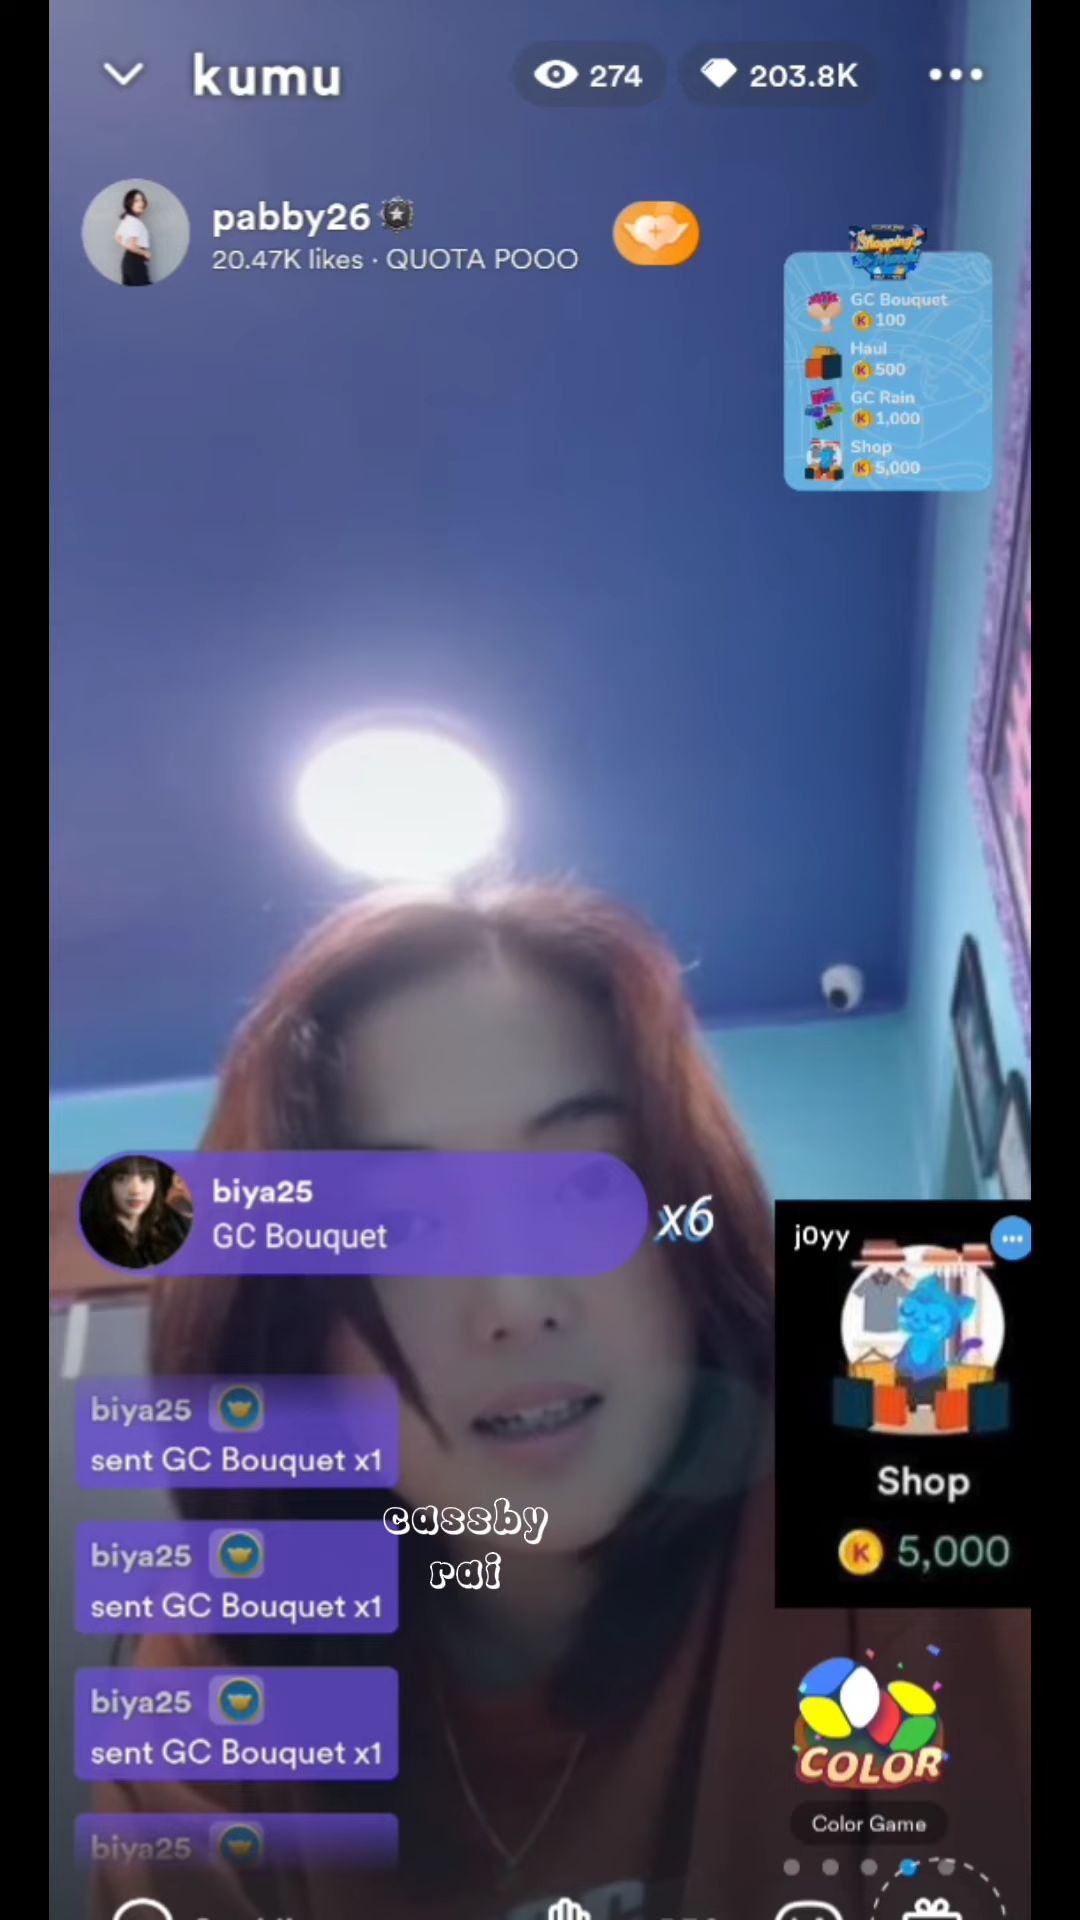 kumu
274
203.8K
pabby26
20.47K likes · QUOTA POOO
Shopping!
GC Bouquet
K 100
Haul
K 500
GC Rain
K 1,000
Shop
K 5,000
biya25
GC Bouquet
x6
j0yy
Shop
K 5,000
biya25
sent GC Bouquet x1
cassby
rai
biya25
sent GC Bouquet x1
biya25
sent GC Bouquet x1
biya25
COLOR
Color Game